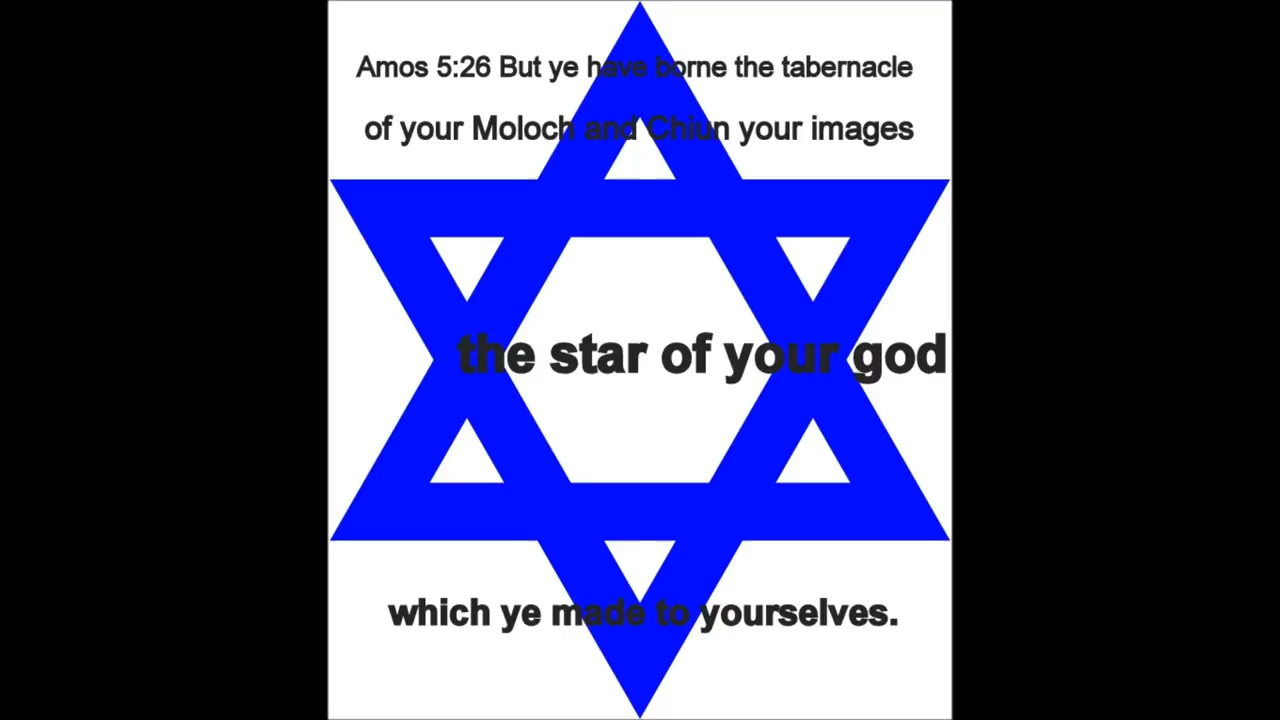 Amos 5:26 But ye have borne the tabernacle
of your Moloch and Chiun your images
the star of your god
which ye made to yourselves.